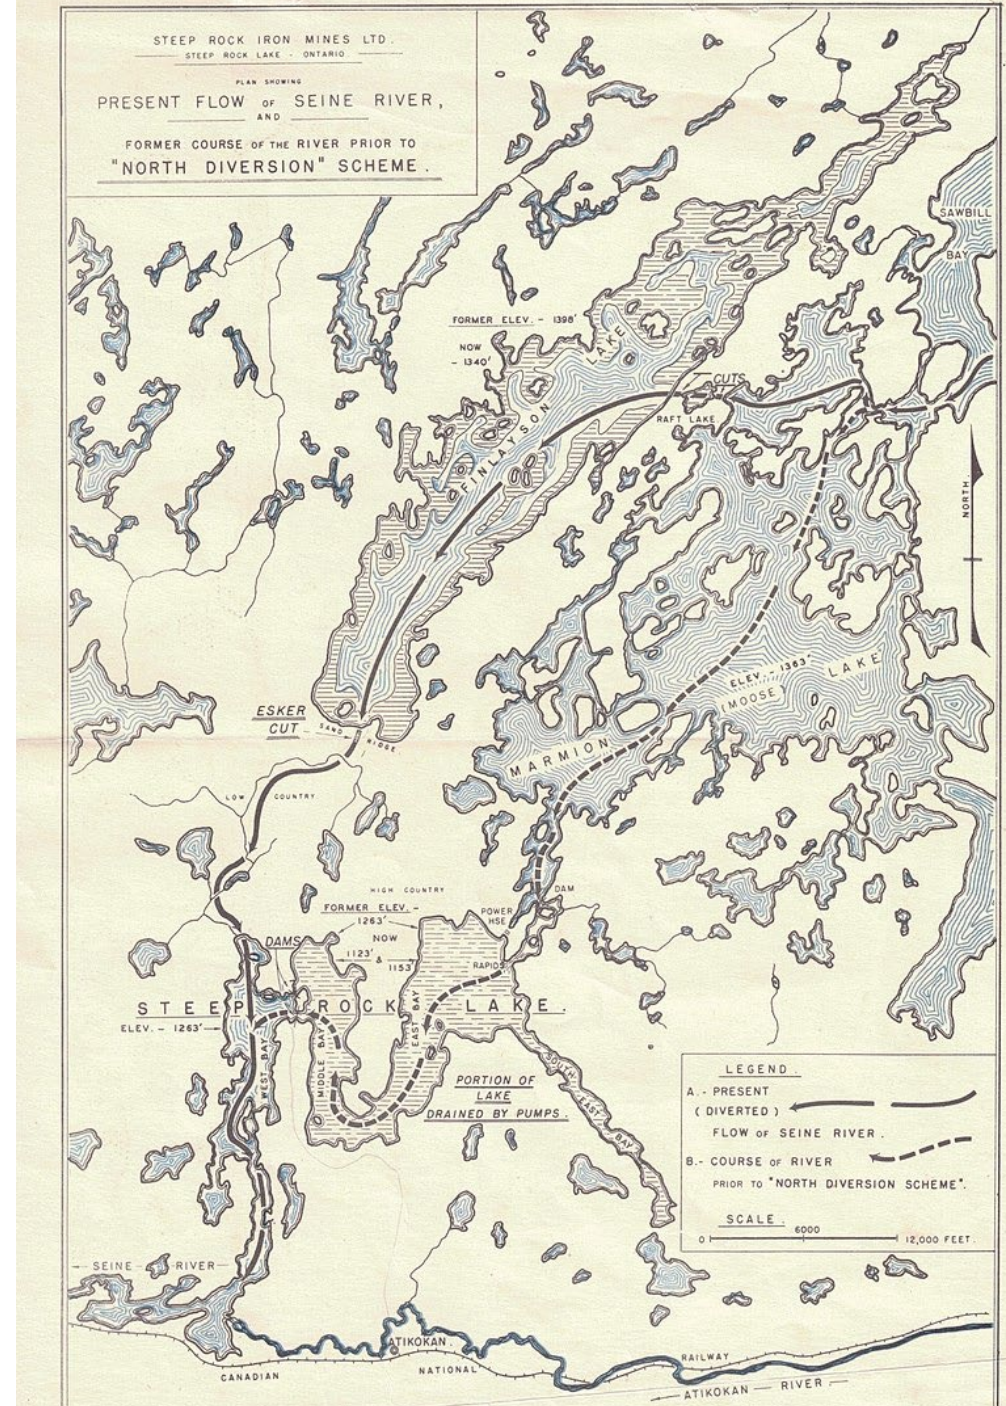 STEEP ROCK IRON MINES LTD.
STEEP ROCK LAKE - ONTARIO
PLAN SHOWING
PRESENT FLOW OF SEINE RIVER,
AND
FORMER COURSE OF THE RIVER PRIOR TO
"NORTH DIVERSION" SCHEME.
SAWBILL
BAY
FORMER ELEV. - 1398'
NOW
- 1340'
FINLAYSON LAKE
CUTS
RAFT LAKE
NORTH
ELEV. - 1363'
(MOOSE)
MARMION LAKE
ESKER
CUT
SAND RIDGE
LOW COUNTRY
HIGH COUNTRY
FORMER ELEV. -
1263'
POWER
HSE
DAM
DAMS
NOW
1123'
&
1153'
RAPIDS
STEEP ROCK LAKE.
ELEV. - 1263'
WEST BAY
MIDDLE BAY
EAST BAY
SOUTH EAST BAY
PORTION OF
LAKE
DRAINED BY PUMPS.
LEGEND.
A.- PRESENT
(DIVERTED)
FLOW OF SEINE RIVER.
B.- COURSE OF RIVER
PRIOR TO "NORTH DIVERSION SCHEME".
SCALE.
0 6000 12,000 FEET.
SEINE RIVER
ATIKOKAN
CANADIAN NATIONAL RAILWAY
ATIKOKAN RIVER